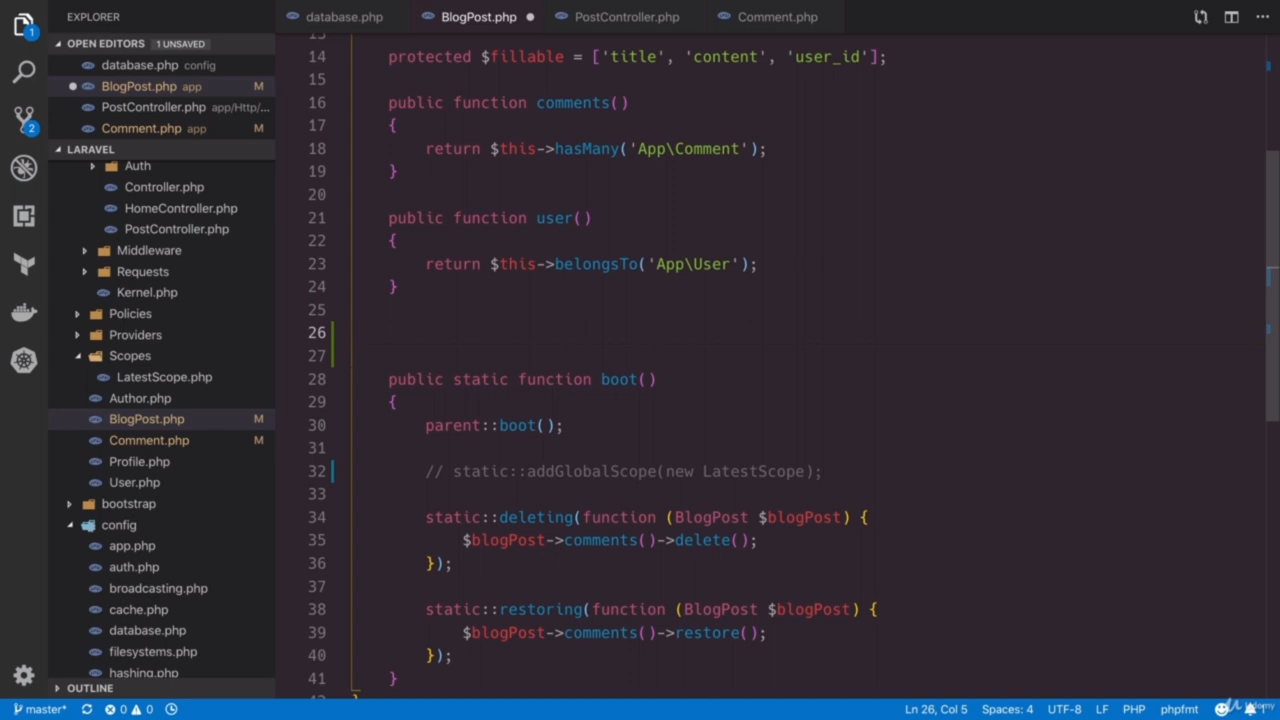 EXPLORER
database.php
BlogPost.php
PostController.php
Comment.php
1
OPEN EDITORS 1 UNSAVED
database.php config
BlogPost.php app M
PostController.php app/Http/...
Comment.php app M
2
LARAVEL
Auth
Controller.php
HomeController.php
PostController.php
Middleware
Requests
Kernel.php
Policies
Providers
Scopes
LatestScope.php
Author.php
BlogPost.php M
Comment.php M
Profile.php
User.php
bootstrap
config
app.php
auth.php
broadcasting.php
cache.php
database.php
filesystems.php
hashing.php
OUTLINE
13
14 protected $fillable = ['title', 'content', 'user_id'];
15
16 public function comments()
17 {
18 return $this->hasMany('App\Comment');
19 }
20
21 public function user()
22 {
23 return $this->belongsTo('App\User');
24 }
25
26
27
28 public static function boot()
29 {
30 parent::boot();
31
32 // static::addGlobalScope(new LatestScope);
33
34 static::deleting(function (BlogPost $blogPost) {
35 $blogPost->comments()->delete();
36 });
37
38 static::restoring(function (BlogPost $blogPost) {
39 $blogPost->comments()->restore();
40 });
41 }
42 }
master* 0 0 Ln 26, Col 5 Spaces: 4 UTF-8 LF PHP phpfmt 1
Udemy